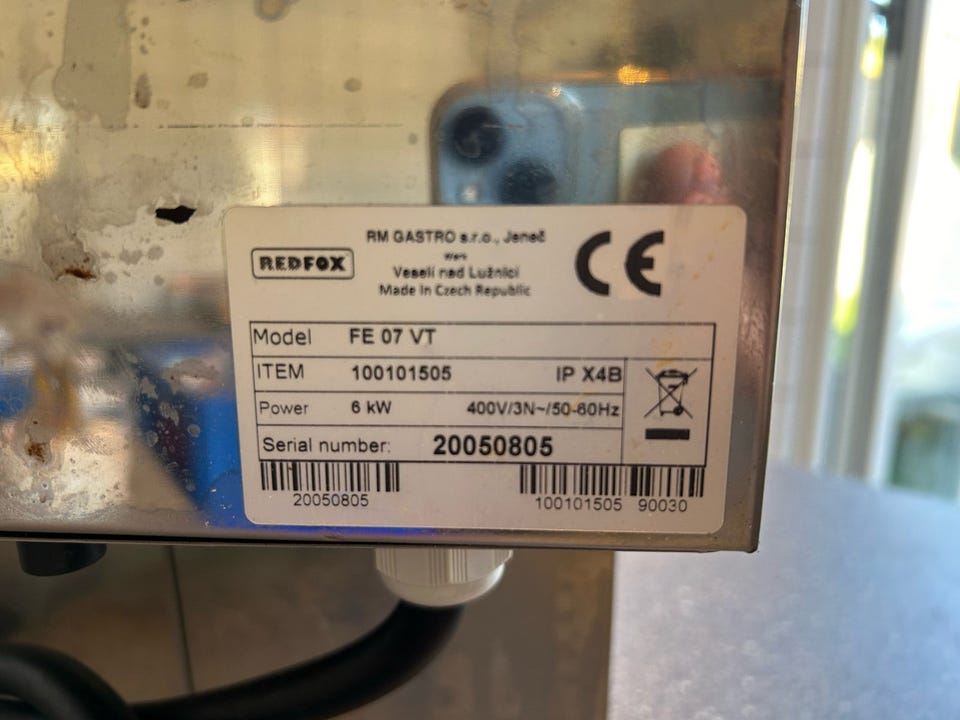 REDFOX
RM GASTRO s.r.o., Jeneč
Werk
Veselí nad Lužnicí
Made in Czech Republic
CE
Model FE 07 VT
ITEM 100101505 IP X4B
Power 6 kW 400V/3N~/50-60Hz
Serial number: 20050805
20050805
100101505 90030